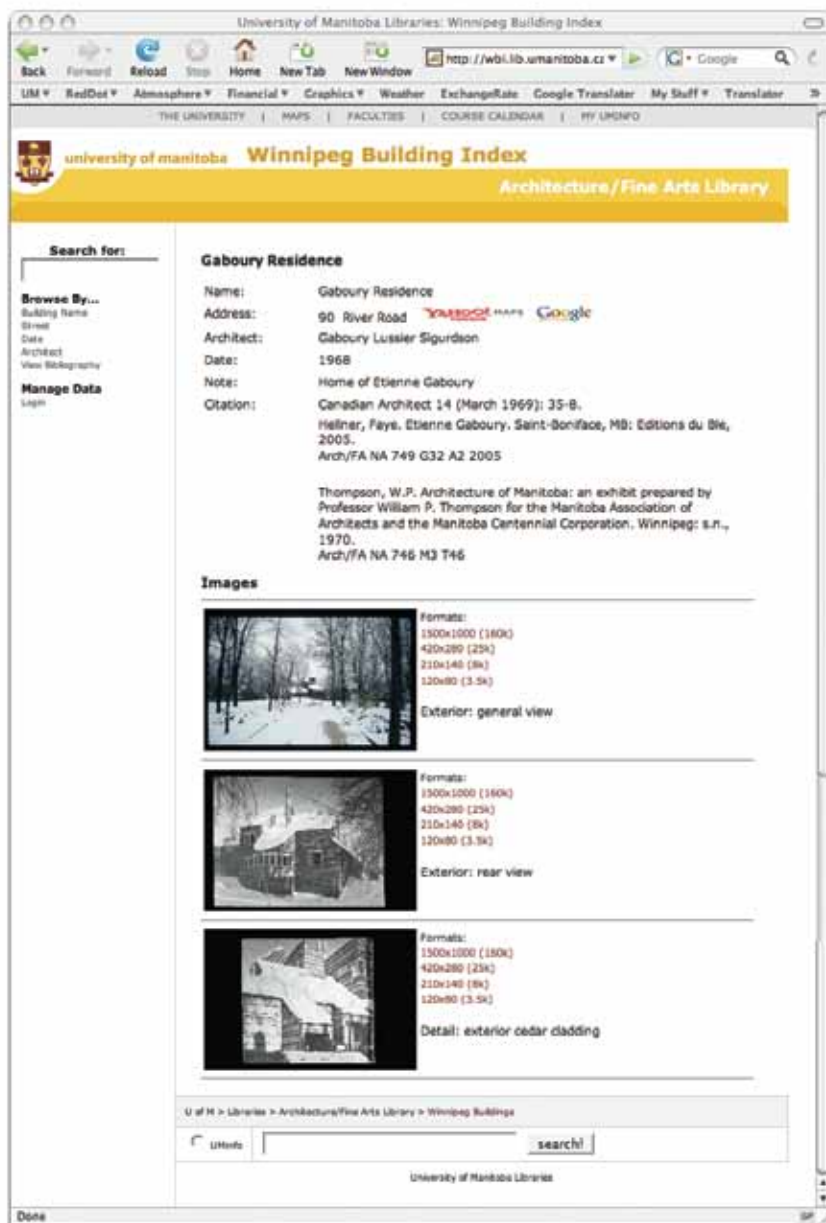 University of Manitoba Libraries: Winnipeg Building Index
Back Forward Reload Stop Home New Tab New Window http://wbi.lib.umanitoba.ca Google
UM RedDot Atmosphere Financial Graphics Weather ExchangeRate Google Translater My Stuff Translator
THE UNIVERSITY | MAPS | FACULTIES | COURSE CALENDAR | MY UMINFO
university of manitoba Winnipeg Building Index
Architecture/Fine Arts Library
Search for:
Browse By...
Building Name
Street
Date
Architect
View Bibliography
Manage Data
Login
Gaboury Residence
Name: Gaboury Residence
Address: 90 River Road YAHOO! MAPS Google
Architect: Gaboury Lussier Sigurdson
Date: 1968
Note: Home of Etienne Gaboury
Citation: Canadian Architect 14 (March 1969): 35-8.
Hellner, Faye. Etienne Gaboury. Saint-Boniface, MB: Editions du Ble,
2005.
Arch/FA NA 749 G32 A2 2005
Thompson, W.P. Architecture of Manitoba: an exhibit prepared by
Professor William P. Thompson for the Manitoba Association of
Architects and the Manitoba Centennial Corporation. Winnipeg: s.n.,
1970.
Arch/FA NA 746 M3 T46
Images
Formats:
1500x1000 (160k)
420x280 (25k)
210x140 (8k)
120x80 (3.5k)
Exterior: general view
Formats:
1500x1000 (160k)
420x280 (25k)
210x140 (8k)
120x80 (3.5k)
Exterior: rear view
Formats:
1500x1000 (160k)
420x280 (25k)
210x140 (8k)
120x80 (3.5k)
Detail: exterior cedar cladding
U of M > Libraries > Architecture/Fine Arts Library > Winnipeg Buildings
UMinfo search!
University of Manitoba Libraries
Done